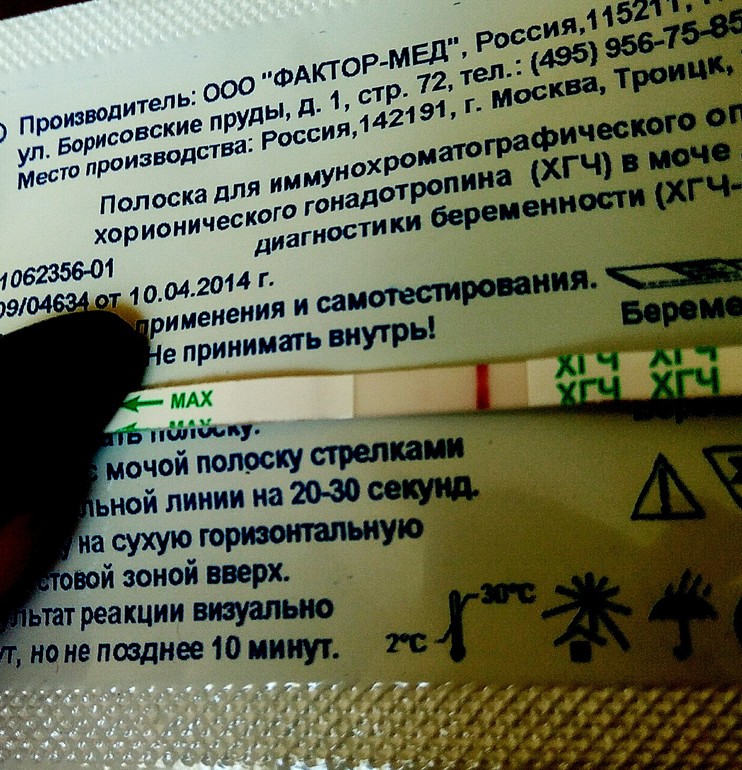 Производитель: ООО "ФАКТОР-МЕД", Россия,115211,
ул. Борисовские пруды, д. 1, стр. 72, тел.: (495) 956-75-85
Место производства: Россия,142191, г. Москва, Троицк,
Полоска для иммунохроматографического оп
хорионического гонадотропина (ХГЧ) в моче
диагностики беременности (ХГЧ-
1062356-01
09/04634 от 10.04.2014 г.
применения и самотестирования.
Не принимать внутрь!
Береме
ХГЧ ХГЧ
MAX ХГЧ ХГЧ
MAX
ать полоску.
с мочой полоску стрелками
льной линии на 20-30 секунд.
у на сухую горизонтальную
стовой зоной вверх.
льтат реакции визуально
т, но не позднее 10 минут.
2°C 30°C